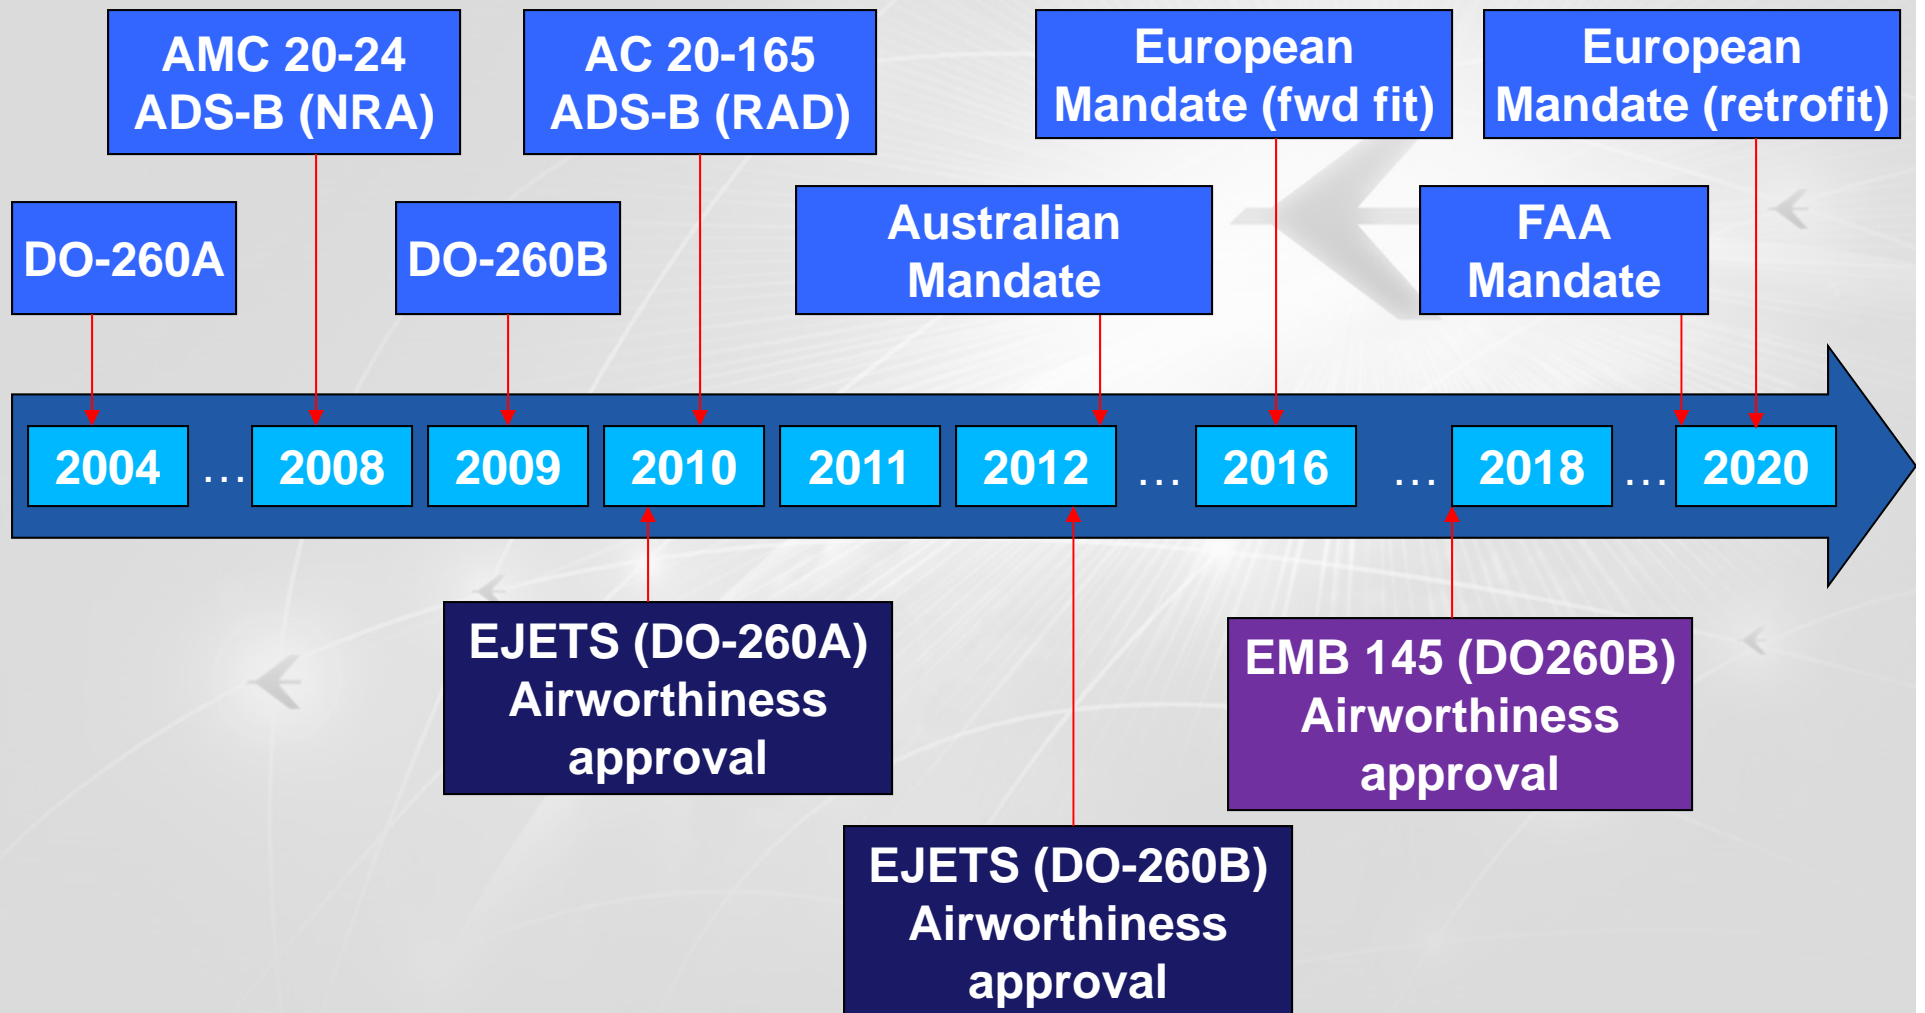 AMC 20-24
ADS-B (NRA)
AC 20-165
ADS-B (RAD)
European
Mandate (fwd fit)
European
Mandate (retrofit)
DO-260A
DO-260B
Australian
Mandate
FAA
Mandate
2004 ... 2008 2009 2010 2011 2012 ... 2016 ... 2018 ... 2020
EJETS (DO-260A)
Airworthiness
approval
EMB 145 (DO260B)
Airworthiness
approval
EJETS (DO-260B)
Airworthiness
approval